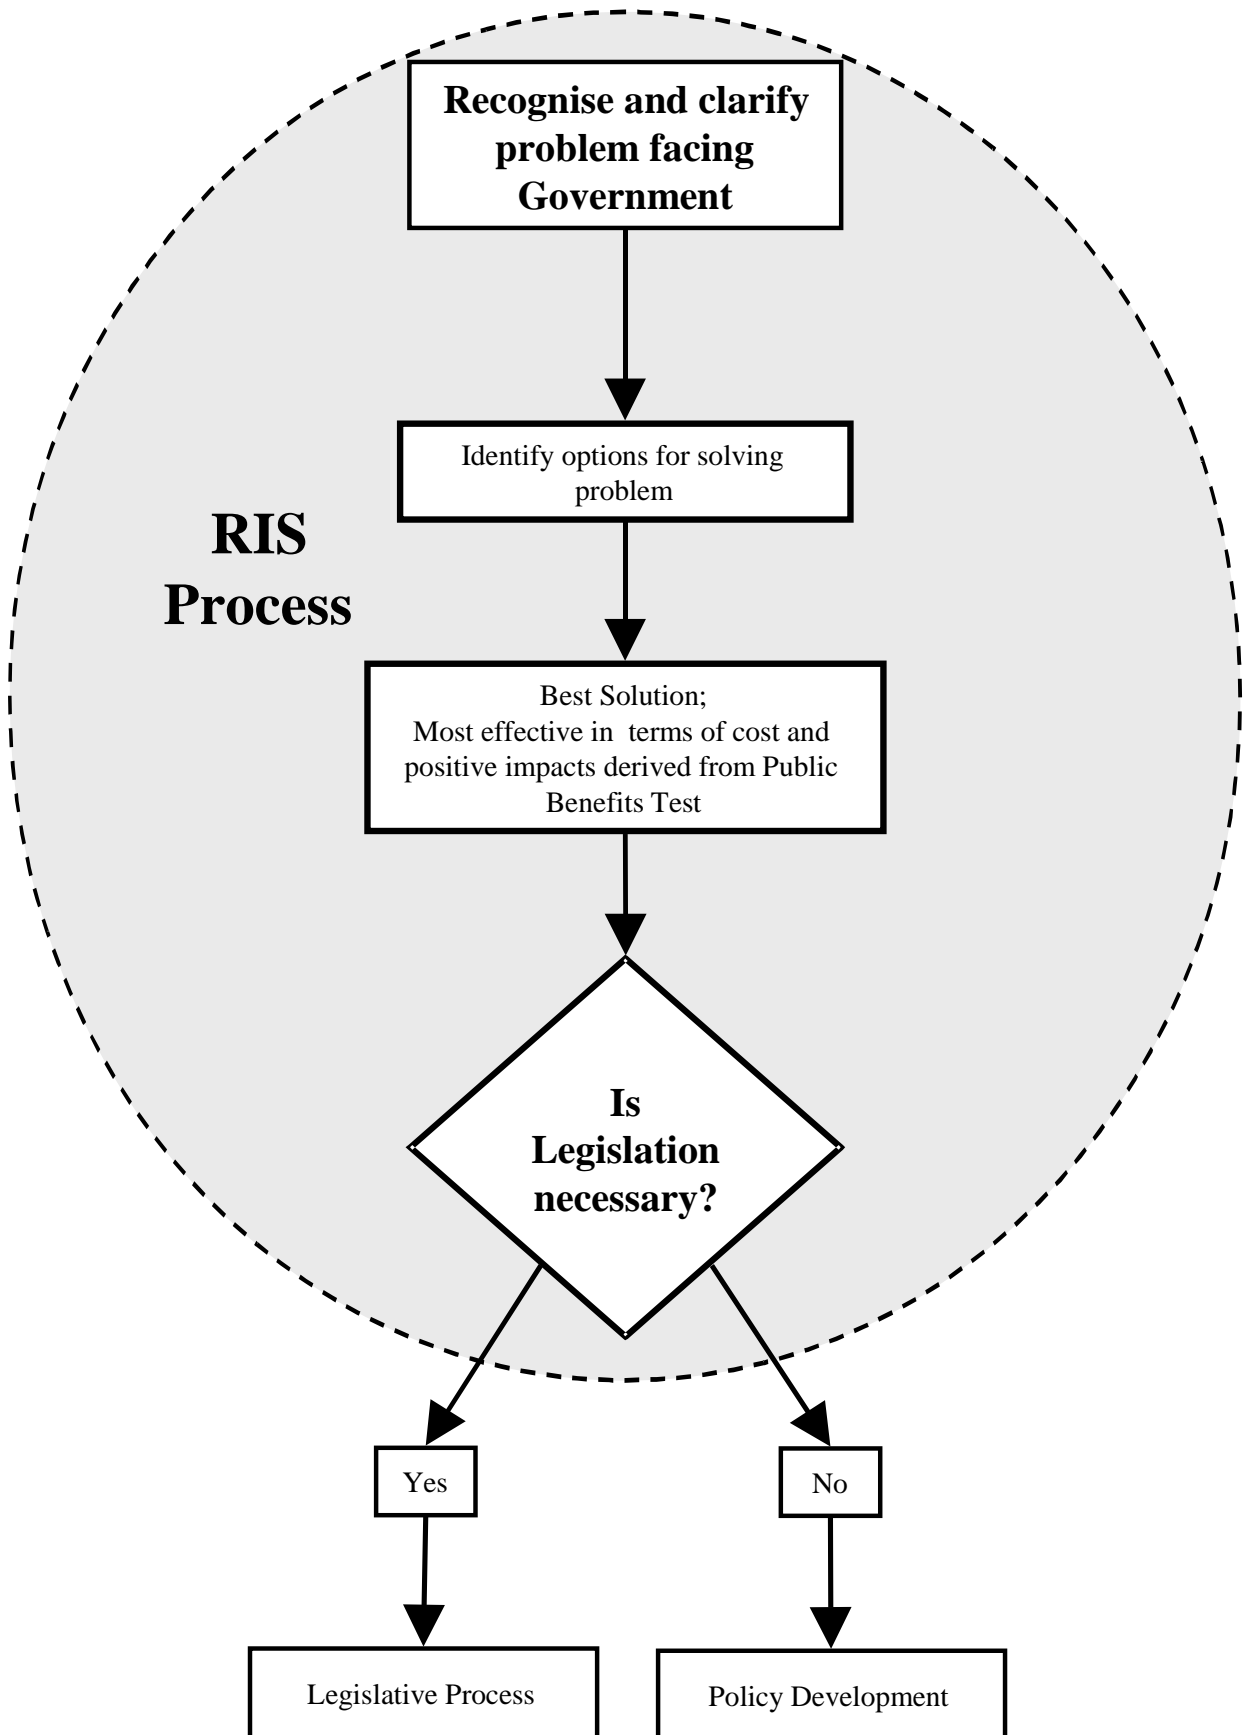 Recognise and clarify
problem facing
Government
Identify options for solving
problem
RIS
Process
Best Solution;
Most effective in  terms of cost and
positive impacts derived from Public
Benefits Test
Is
Legislation
necessary?
Yes
No
Legislative Process
Policy Development